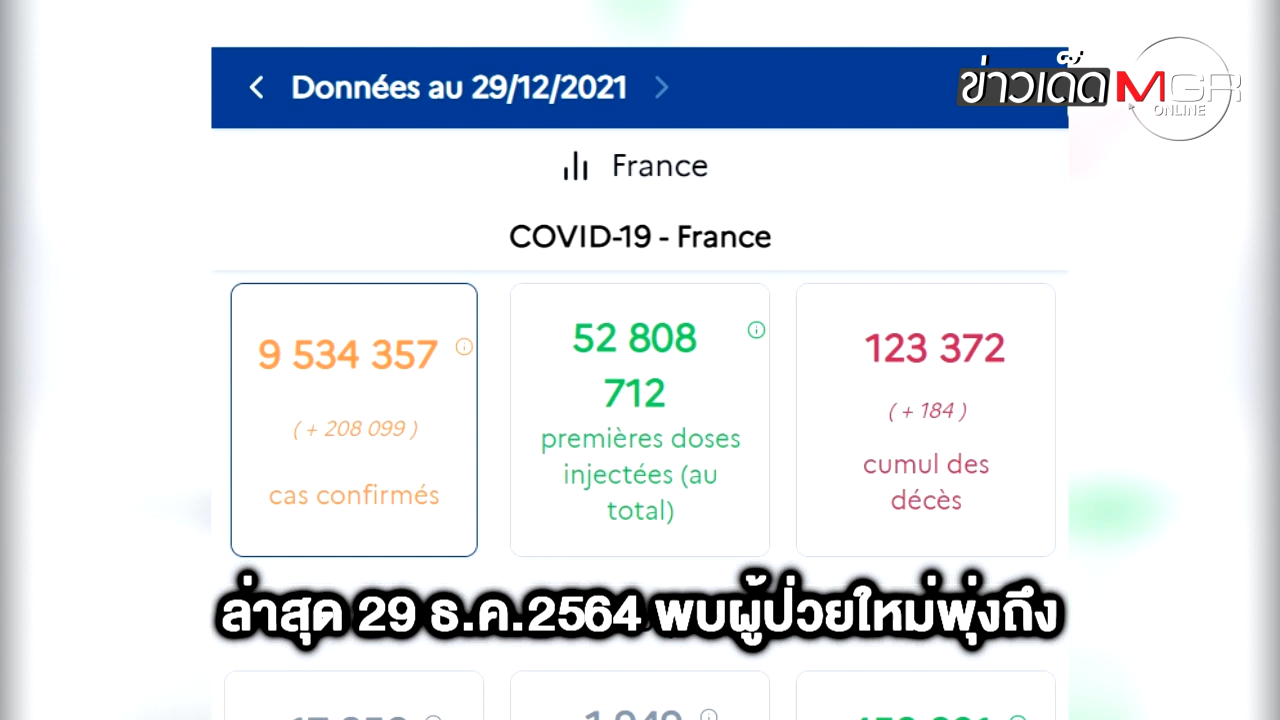 Données au 29/12/2021
ข่าวเด็ด MGR
ONLINE
France
COVID-19 - France
9 534 357
( + 208 099 )
cas confirmés
52 808
712
premières doses
injectées (au
total)
123 372
( + 184 )
cumul des
décès
ล่าสุด 29 ธ.ค.2564 พบผู้ป่วยใหม่พุ่งถึง